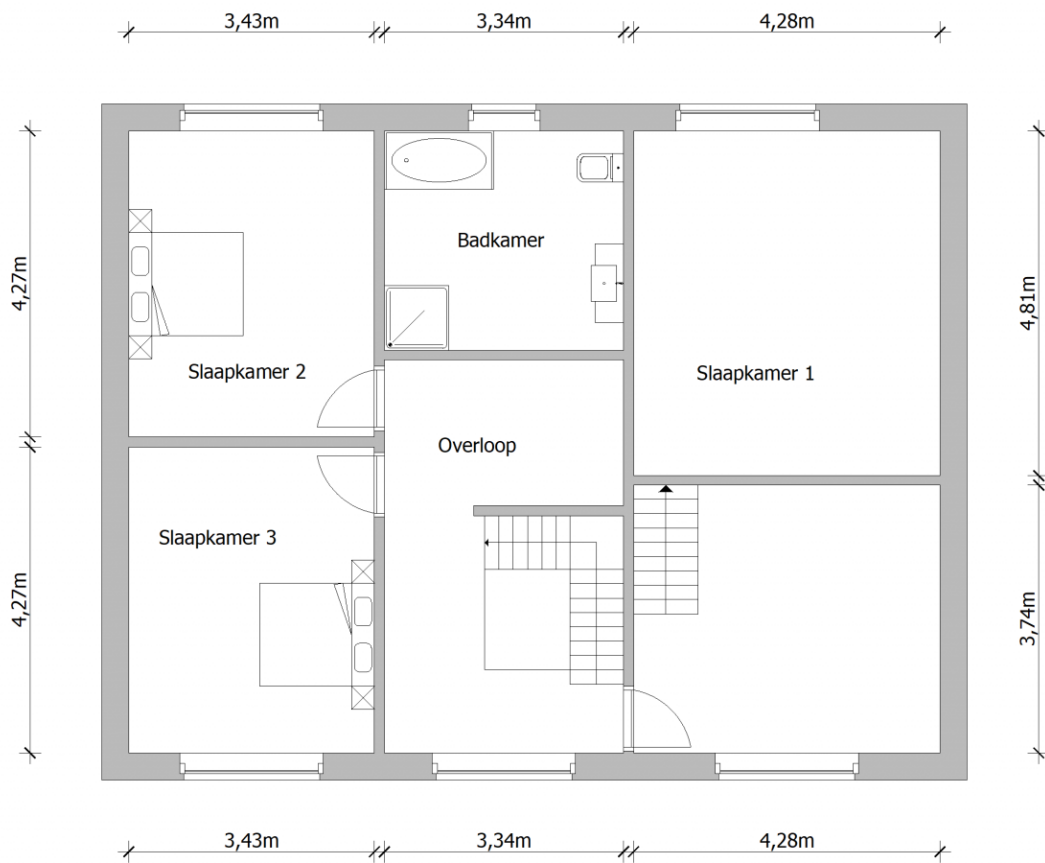 3,43m
3,34m
4,28m
4,27m
4,81m
Badkamer
Slaapkamer 2
Slaapkamer 1
Overloop
Slaapkamer 3
4,27m
3,74m
3,43m
3,34m
4,28m